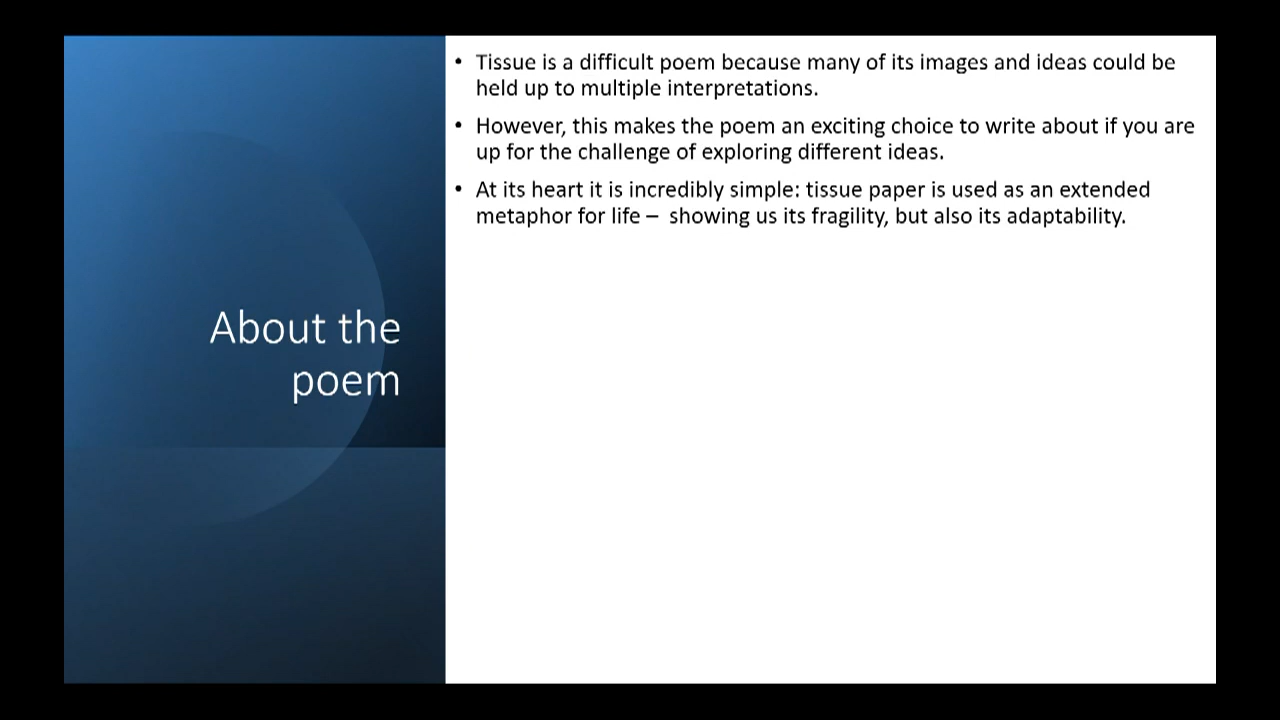 About the
poem
• Tissue is a difficult poem because many of its images and ideas could be
held up to multiple interpretations.
• However, this makes the poem an exciting choice to write about if you are
up for the challenge of exploring different ideas.
• At its heart it is incredibly simple: tissue paper is used as an extended
metaphor for life –  showing us its fragility, but also its adaptability.